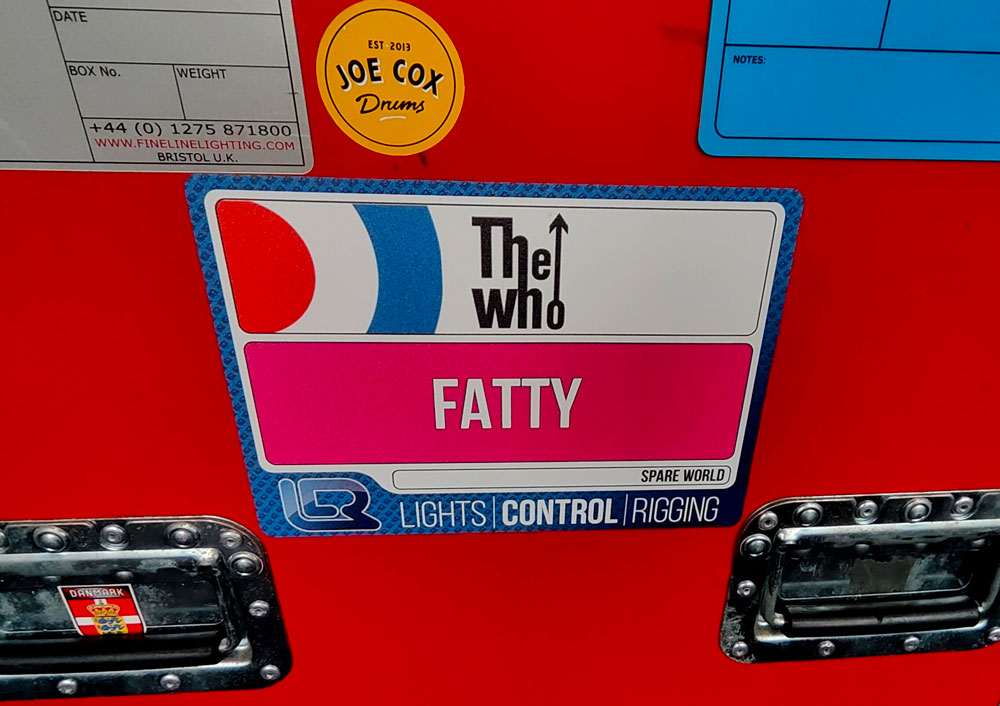 DATE
BOX No.
WEIGHT
+44 (0) 1275 871800
WWW.FINELINELIGHTING.COM
BRISTOL U.K.
EST 2013
JOE COX
Drums
NOTES:
The
who
FATTY
SPARE WORLD
LCR
LIGHTS CONTROL RIGGING
DANMARK